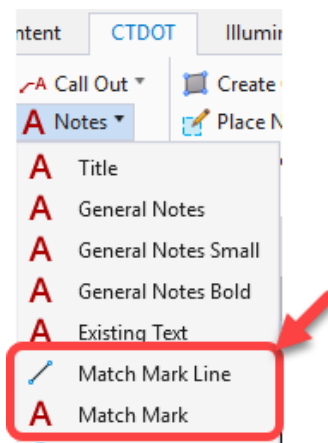 ntent CTDOT Illumin
A Call Out Create
A Notes Place N
A Title
A General Notes
A General Notes Small
A General Notes Bold
A Existing Text
Match Mark Line
A Match Mark